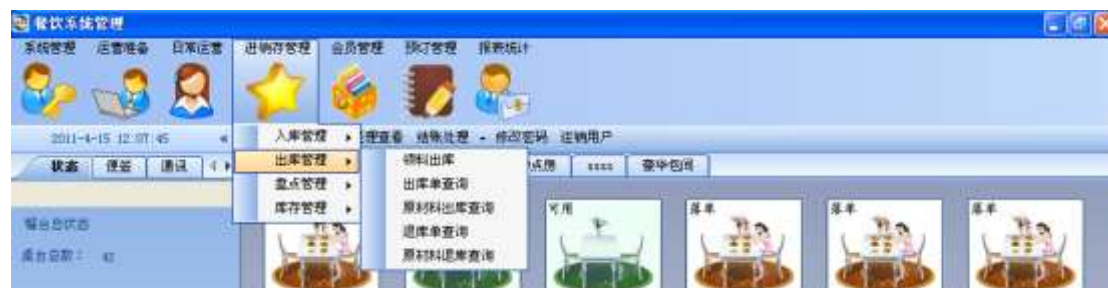 餐饮系统管理
系统管理 运营准备 日常运营 进销存管理 会员管理 预订管理 报表统计
2011-4-15 12:07:45 « 经理查看 结账处理 - 修改密码 注销用户
入库管理
出库管理
盘点管理
库存管理
领料出库
出库单查询
原材料出库查询
退库单查询
原材料退库查询
状态 便签 通讯 xxxx 豪华包间
餐台总状态
桌台总数: 42
可用 落单 落单 落单